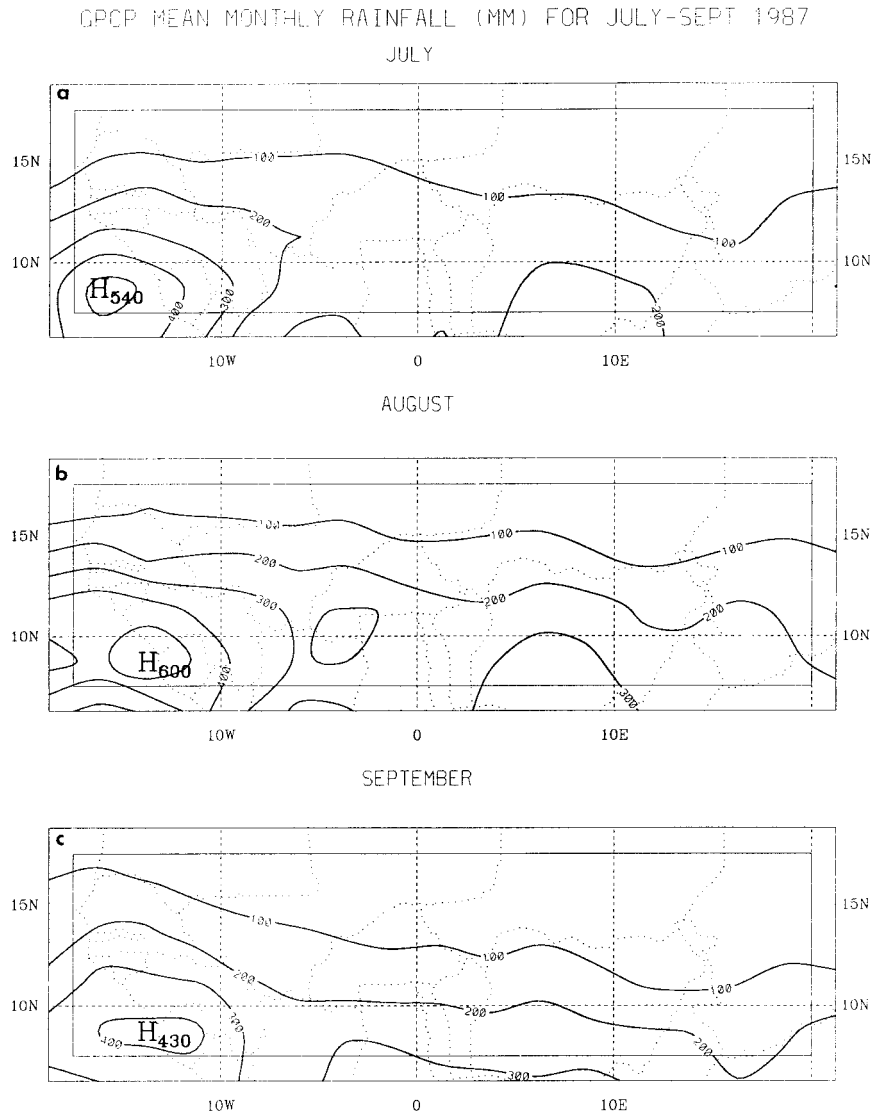 GPCP MEAN MONTHLY RAINFALL (MM) FOR JULY-SEPT 1987
JULY
a
15N 100 15N
100
200
100
10N 10N
H540
400 300 200
10W 0 10E
AUGUST
b
15N 100 100 100 15N
200
300 200 200
10N 10N
H600 400
300
10W 0 10E
SEPTEMBER
c
15N 15N
100
100
200 100
10N 200 10N
H430 300
400 200
300
10W 0 10E